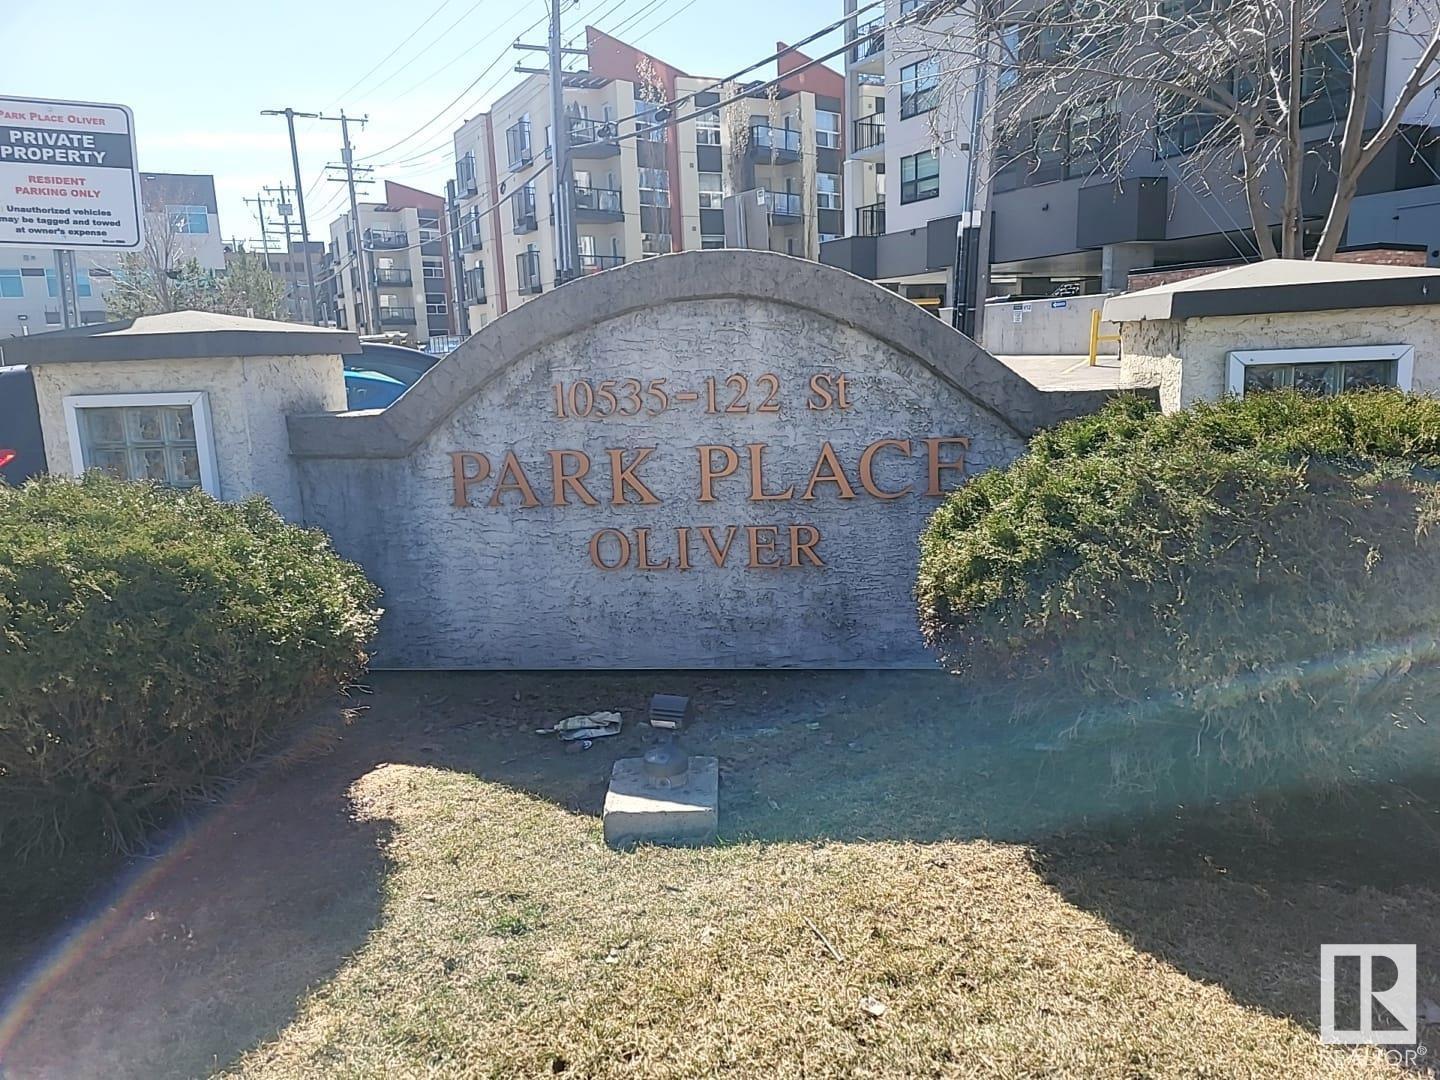 PARK PLACE OLIVER
PRIVATE
PROPERTY
RESIDENT
PARKING ONLY
Unauthorized vehicles
may be tagged and towed
at owner's expense
10535-122 St
PARK PLACE
OLIVER
REALTOR®